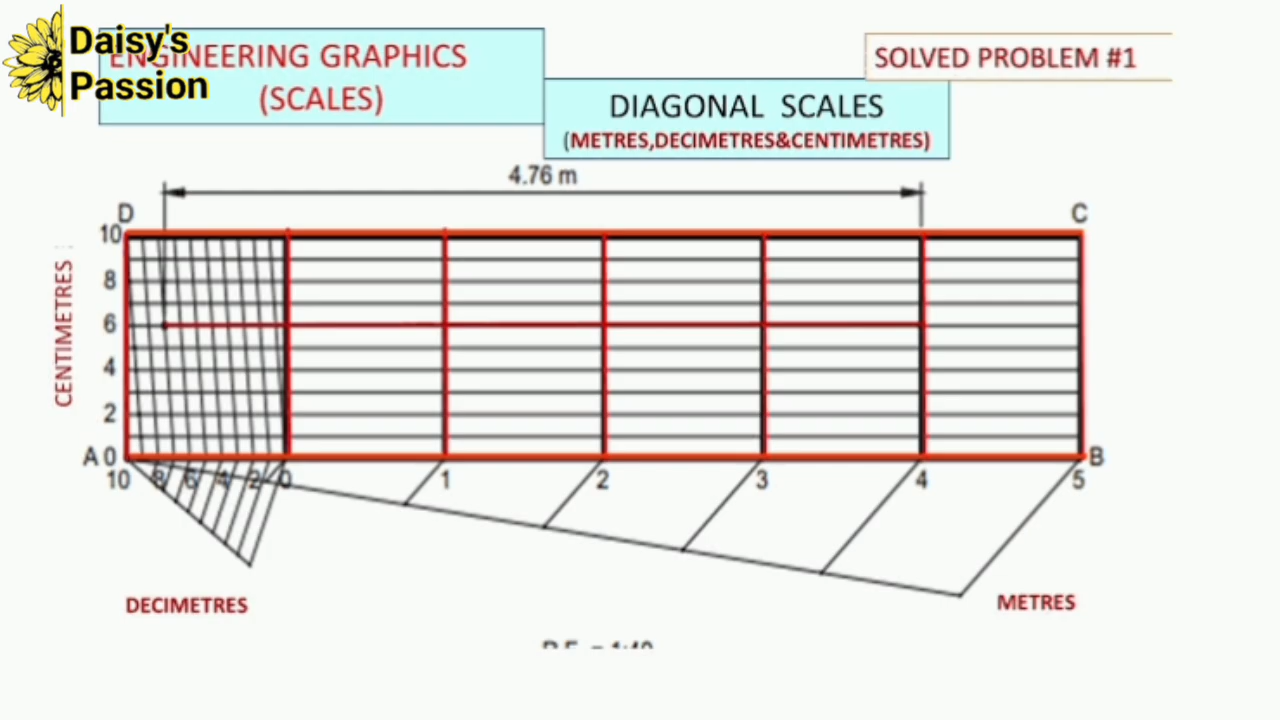 Daisy's
Passion
ENGINEERING GRAPHICS
(SCALES)
SOLVED PROBLEM #1
DIAGONAL SCALES
(METRES,DECIMETRES&CENTIMETRES)
4.76 m
D
C
10
8
6
4
2
A 0
B
CENTIMETRES
10 8 6 4 2 0 1 2 3 4 5
DECIMETRES
METRES